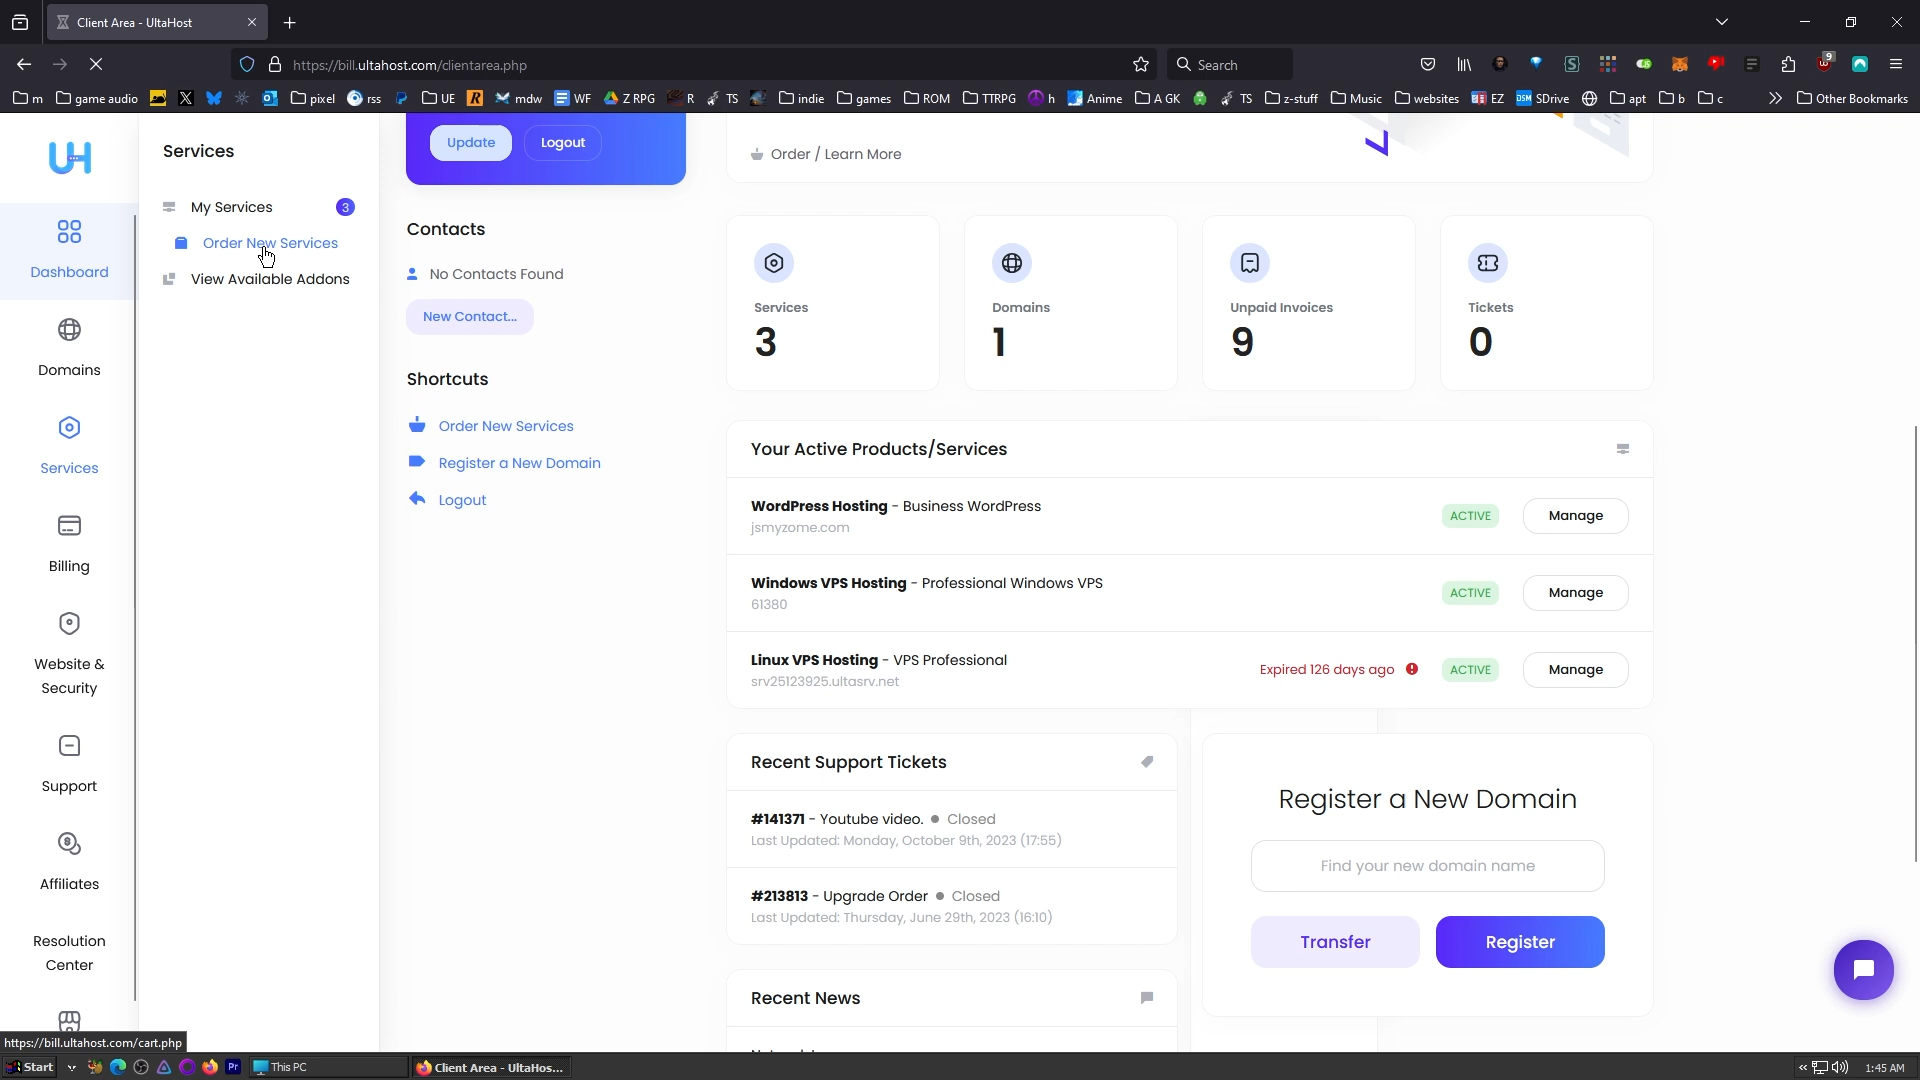 Client Area - UltaHost
https://bill.ultahost.com/clientarea.php
Search
9
m
game audio
pixel
rss
UE
R
mdw
WF
Z RPG
R
TS
indie
games
ROM
TTRPG
h
Anime
A GK
TS
z-stuff
Music
websites
EZ
SDrive
apt
b
c
Other Bookmarks
UH
Dashboard
Domains
Services
Billing
Website &
Security
Support
Affiliates
Resolution
Center
Services
My Services
3
Order New Services
View Available Addons
Update
Logout
Contacts
No Contacts Found
New Contact...
Shortcuts
Order New Services
Register a New Domain
Logout
Order / Learn More
Services
3
Domains
1
Unpaid Invoices
9
Tickets
0
Your Active Products/Services
WordPress Hosting - Business WordPress
jsmyzome.com
ACTIVE
Manage
Windows VPS Hosting - Professional Windows VPS
61380
ACTIVE
Manage
Linux VPS Hosting - VPS Professional
srv25123925.ultasrv.net
Expired 126 days ago
ACTIVE
Manage
Recent Support Tickets
#141371 - Youtube video. ● Closed
Last Updated: Monday, October 9th, 2023 (17:55)
#213813 - Upgrade Order ● Closed
Last Updated: Thursday, June 29th, 2023 (16:10)
Recent News
Register a New Domain
Find your new domain name
Transfer
Register
https://bill.ultahost.com/cart.php
Start
Pr
This PC
Client Area - UltaHos...
1:45 AM